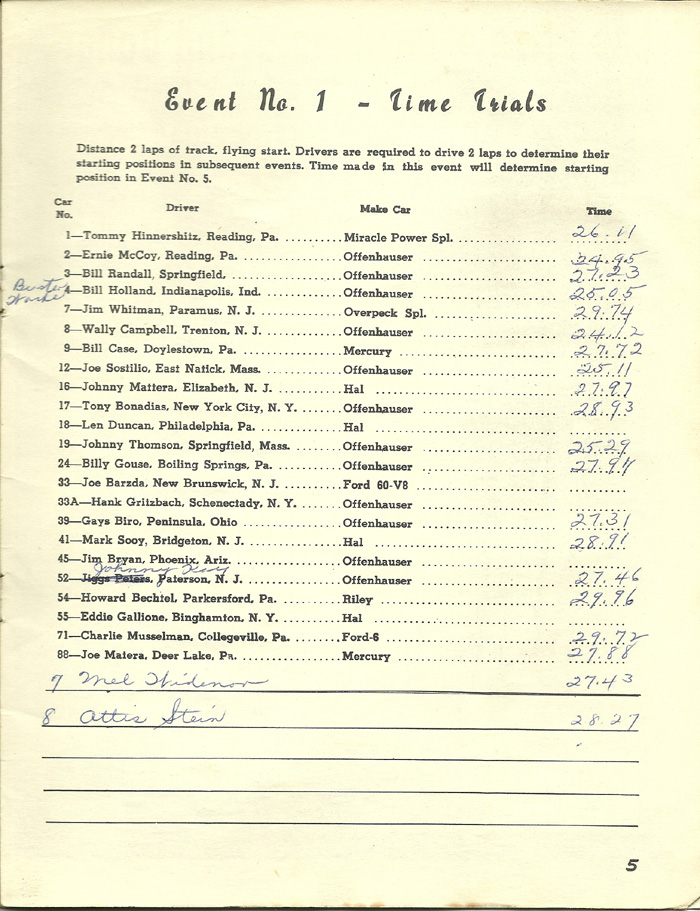 Event No. 1 - Time Trials
Distance 2 laps of track, flying start. Drivers are required to drive 2 laps to determine their
starting positions in subsequent events. Time made in this event will determine starting
position in Event No. 5.
Car No. Driver Make Car Time
1—Tommy Hinnershitz, Reading, Pa. .......... Miracle Power Spl. .......... 26.11
2—Ernie McCoy, Reading, Pa. .......... Offenhauser .......... 24.95
3—Bill Randall, Springfield, .......... Offenhauser .......... 27.23
4—Bill Holland, Indianapolis, Ind. .......... Offenhauser .......... 25.05
7—Jim Whitman, Paramus, N. J. .......... Overpeck Spl. .......... 29.74
8—Wally Campbell, Trenton, N. J. .......... Offenhauser .......... 24.12
9—Bill Case, Doylestown, Pa. .......... Mercury .......... 27.72
12—Joe Sostillo, East Natick, Mass. .......... Offenhauser .......... 25.11
16—Johnny Mattera, Elizabeth, N. J. .......... Hal .......... 27.97
17—Tony Bonadias, New York City, N. Y. .......... Offenhauser .......... 28.93
18—Len Duncan, Philadelphia, Pa. .......... Hal ..........
19—Johnny Thomson, Springfield, Mass. .......... Offenhauser .......... 25.29
24—Billy Gouse, Boiling Springs, Pa. .......... Offenhauser .......... 27.94
33—Joe Barzda, New Brunswick, N. J. .......... Ford 60-V8 ..........
33A—Hank Gritzbach, Schenectady, N. Y. .......... Offenhauser ..........
39—Gays Biro, Peninsula, Ohio .......... Offenhauser .......... 27.31
41—Mark Sooy, Bridgeton, N. J. .......... Hal .......... 28.91
45—Jim Bryan, Phoenix, Ariz. .......... Offenhauser ..........
Johnny Kay
52—Jiggs Peters, Paterson, N. J. .......... Offenhauser .......... 27.46
54—Howard Bechtel, Parkersford, Pa. .......... Riley .......... 29.96
55—Eddie Gallione, Binghamton, N. Y. .......... Hal ..........
71—Charlie Musselman, Collegeville, Pa. .......... Ford-6 .......... 29.72
88—Joe Matera, Deer Lake, Pa. .......... Mercury .......... 27.88
7 Mel 27.43
8 Attis Stein 28.27
5